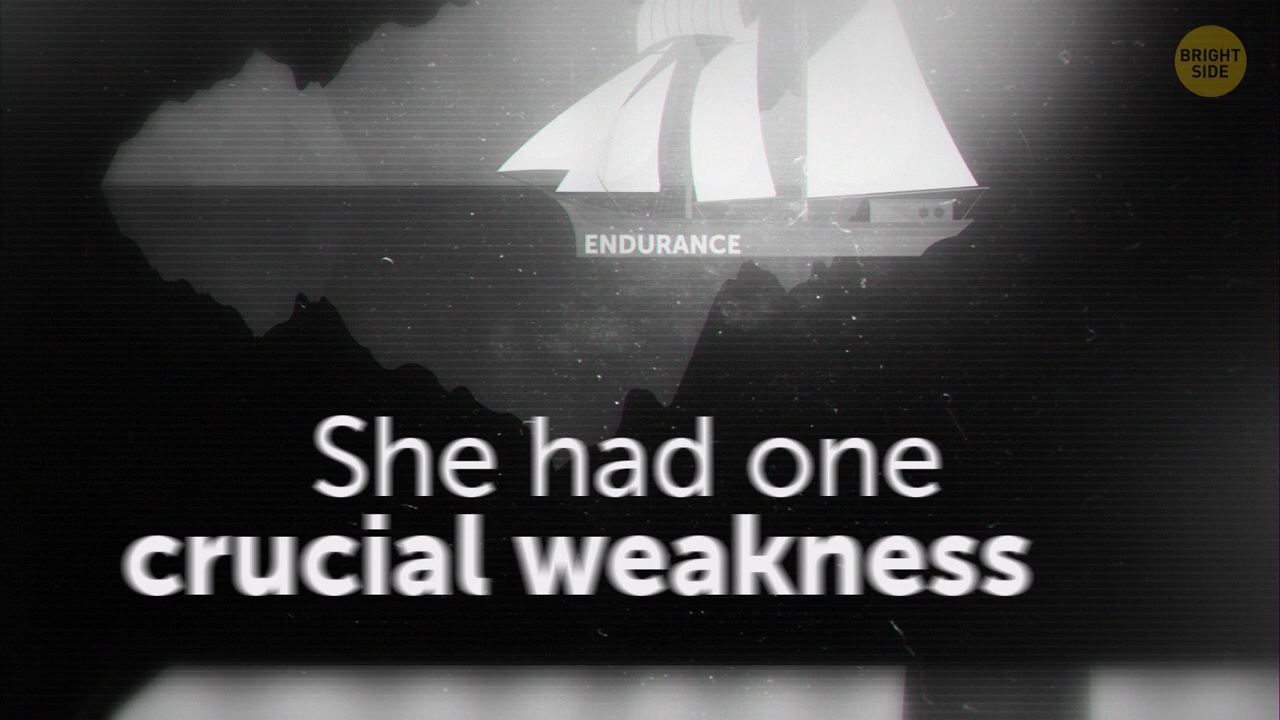 BRIGHT
SIDE
ENDURANCE
She had one
crucial weakness